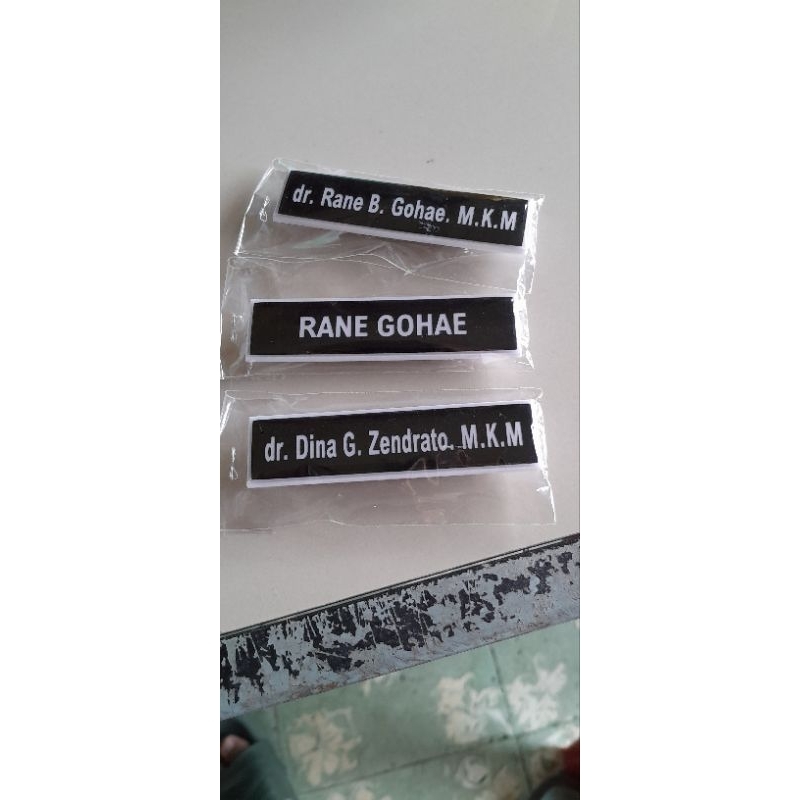 dr. Rane B. Gohae. M.K.M
RANE GOHAE
dr. Dina G. Zendrato. M.K.M